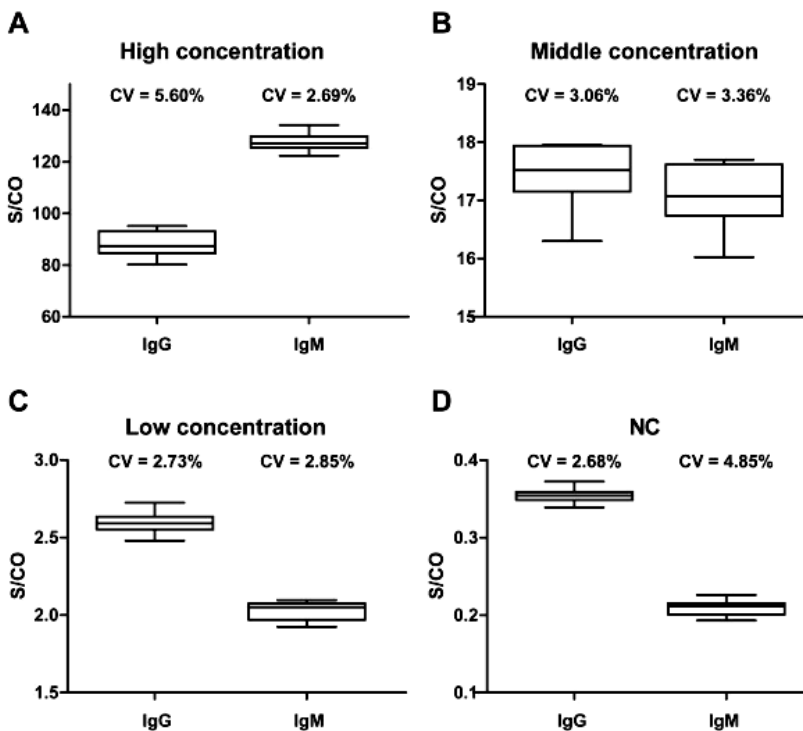 A
High concentration
CV = 5.60% CV = 2.69%
S/CO
140
120
100
80
60
IgG IgM
B
Middle concentration
CV = 3.06% CV = 3.36%
S/CO
19
18
17
16
15
IgG IgM
C
Low concentration
CV = 2.73% CV = 2.85%
S/CO
3.0
2.5
2.0
1.5
IgG IgM
D
NC
CV = 2.68% CV = 4.85%
S/CO
0.4
0.3
0.2
0.1
IgG IgM